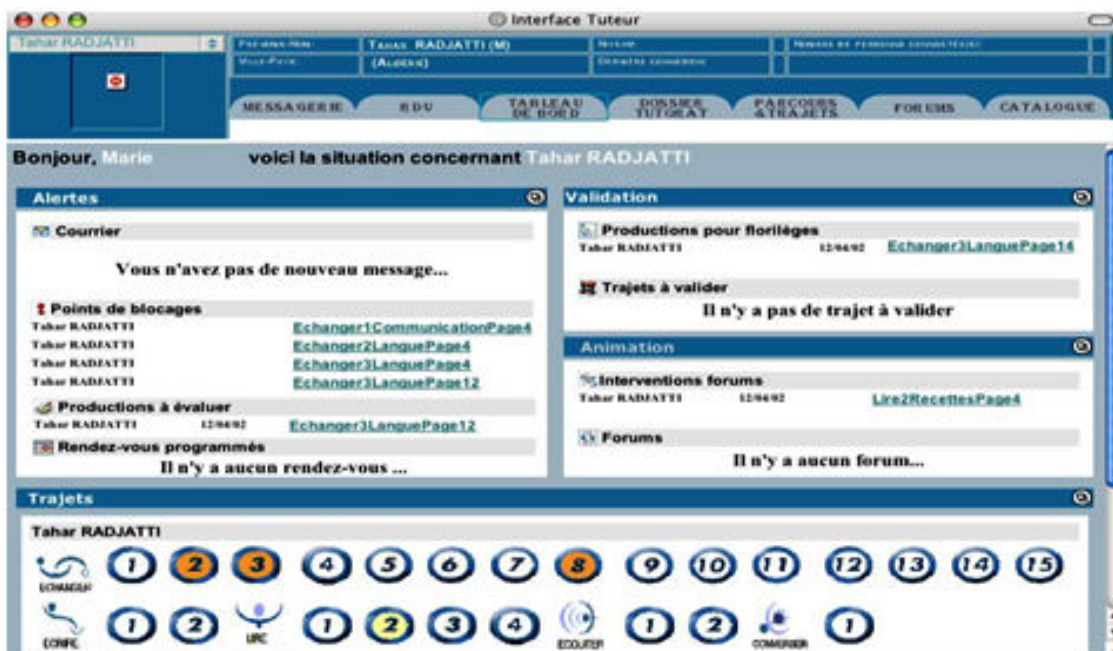 Interface Tuteur
Tahar RADJATTI
TAHAR RADJATTI (M)
(ALGÉRIE)
MESSAGERIE
RDV
TABLEAU DE BORD
DOSSIER TUTORAT
PARCOURS &TRAJETS
FORUMS
CATALOGUE
Bonjour, Marie voici la situation concernant Tahar RADJATTI
Alertes
Courrier
Vous n'avez pas de nouveau message...
Points de blocages
Tahar RADJATTI Echanger1CommunicationPage4
Tahar RADJATTI Echanger2LanguePage4
Tahar RADJATTI Echanger3LanguePage4
Tahar RADJATTI Echanger3LanguePage12
Productions à évaluer
Tahar RADJATTI 12/04/02 Echanger3LanguePage12
Rendez-vous programmés
Il n'y a aucun rendez-vous ...
Validation
Productions pour florilèges
Tahar RADJATTI 12/04/02 Echanger3LanguePage14
Trajets à valider
Il n'y a pas de trajet à valider
Animation
Interventions forums
Tahar RADJATTI 12/04/02 Lire2RecettesPage4
Forums
Il n'y a aucun forum...
Trajets
Tahar RADJATTI
ECHANGER 1 2 3 4 5 6 7 8 9 10 11 12 13 14 15
ECRIRE 1 2 LIRE 1 2 3 4 ECOUTER 1 2 CONVERSER 1